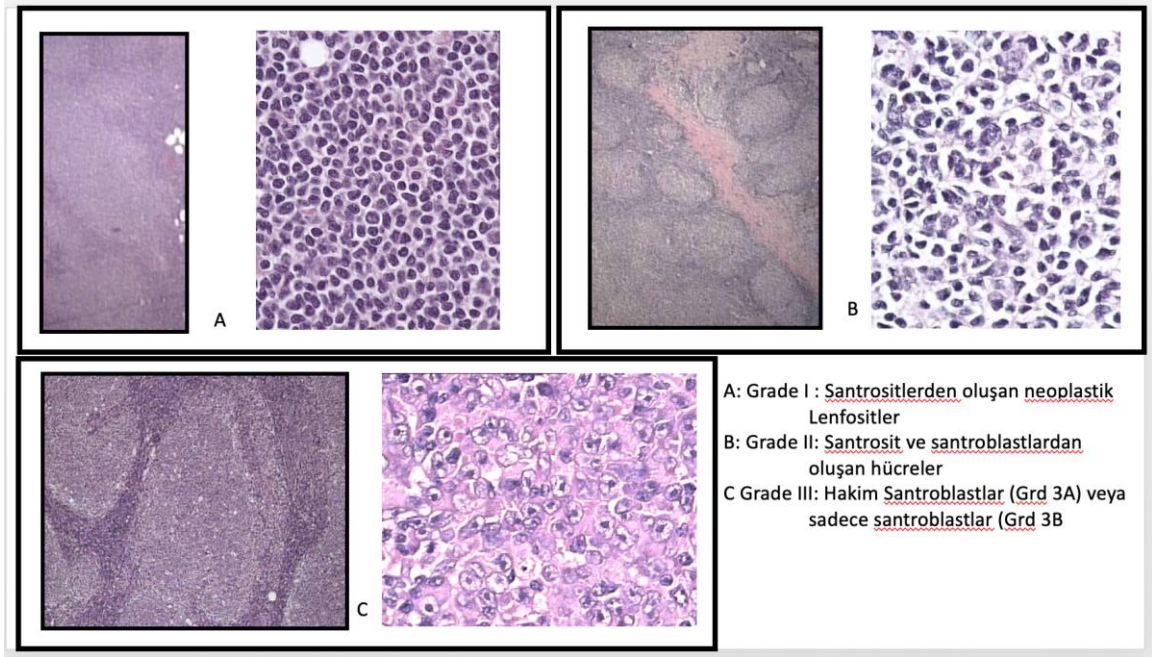 A
B
C
A: Grade I : Santrositlerden oluşan neoplastik
Lenfositler
B: Grade II: Santrosit ve santroblastlardan
oluşan hücreler
C Grade III: Hakim Santroblastlar (Grd 3A) veya
sadece santroblastlar (Grd 3B